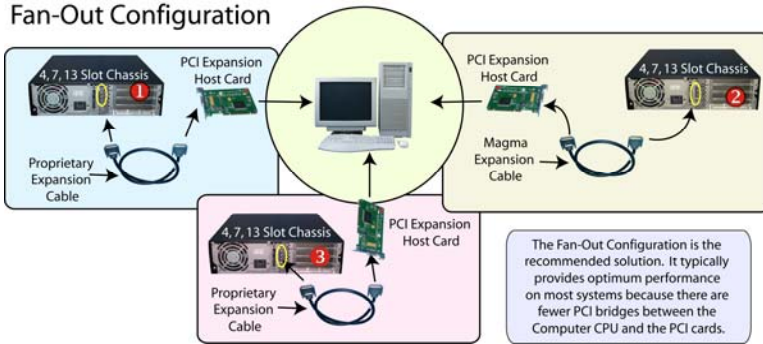 Fan-Out Configuration
4, 7, 13 Slot Chassis
1
PCI Expansion
Host Card
Proprietary
Expansion
Cable
PCI Expansion
Host Card
4, 7, 13 Slot Chassis
2
Magma
Expansion
Cable
4, 7, 13 Slot Chassis
3
PCI Expansion
Host Card
Proprietary
Expansion
Cable
The Fan-Out Configuration is the
recommended solution. It typically
provides optimum performance
on most systems because there are
fewer PCI bridges between the
Computer CPU and the PCI cards.